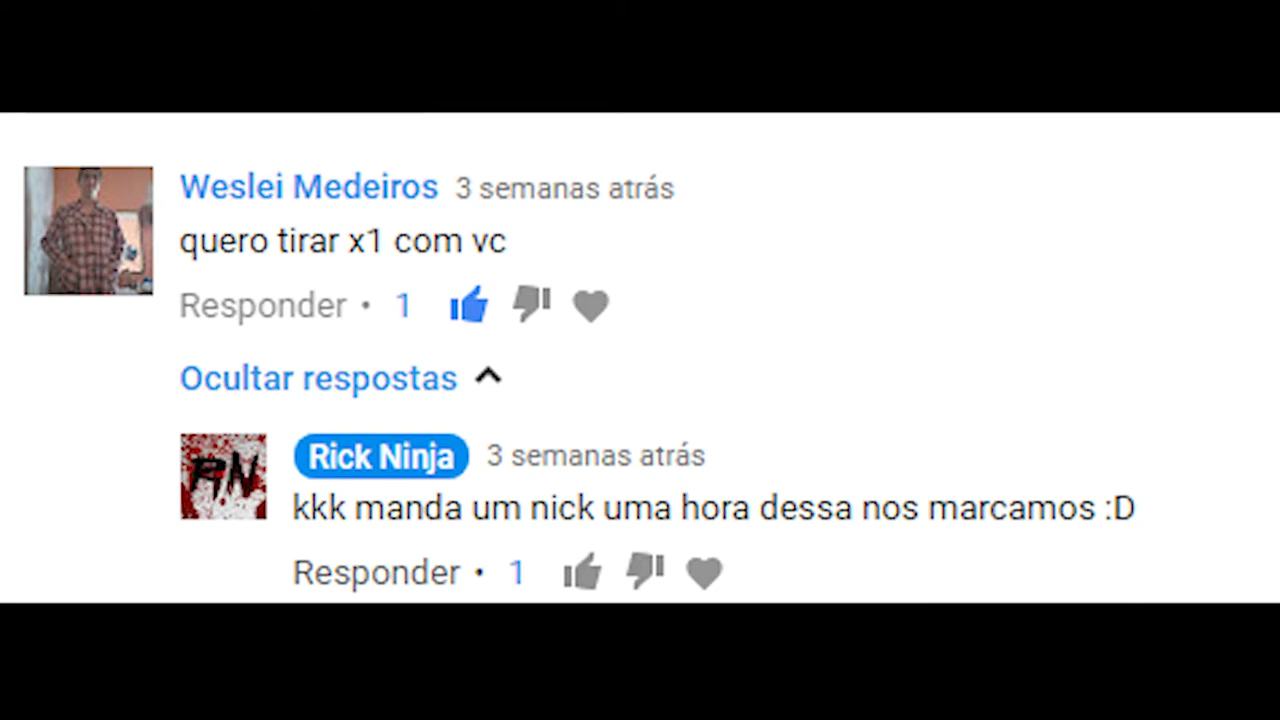 Weslei Medeiros 3 semanas atrás
quero tirar x1 com vc
Responder • 1
Ocultar respostas
RN
Rick Ninja 3 semanas atrás
kkk manda um nick uma hora dessa nos marcamos :D
Responder • 1